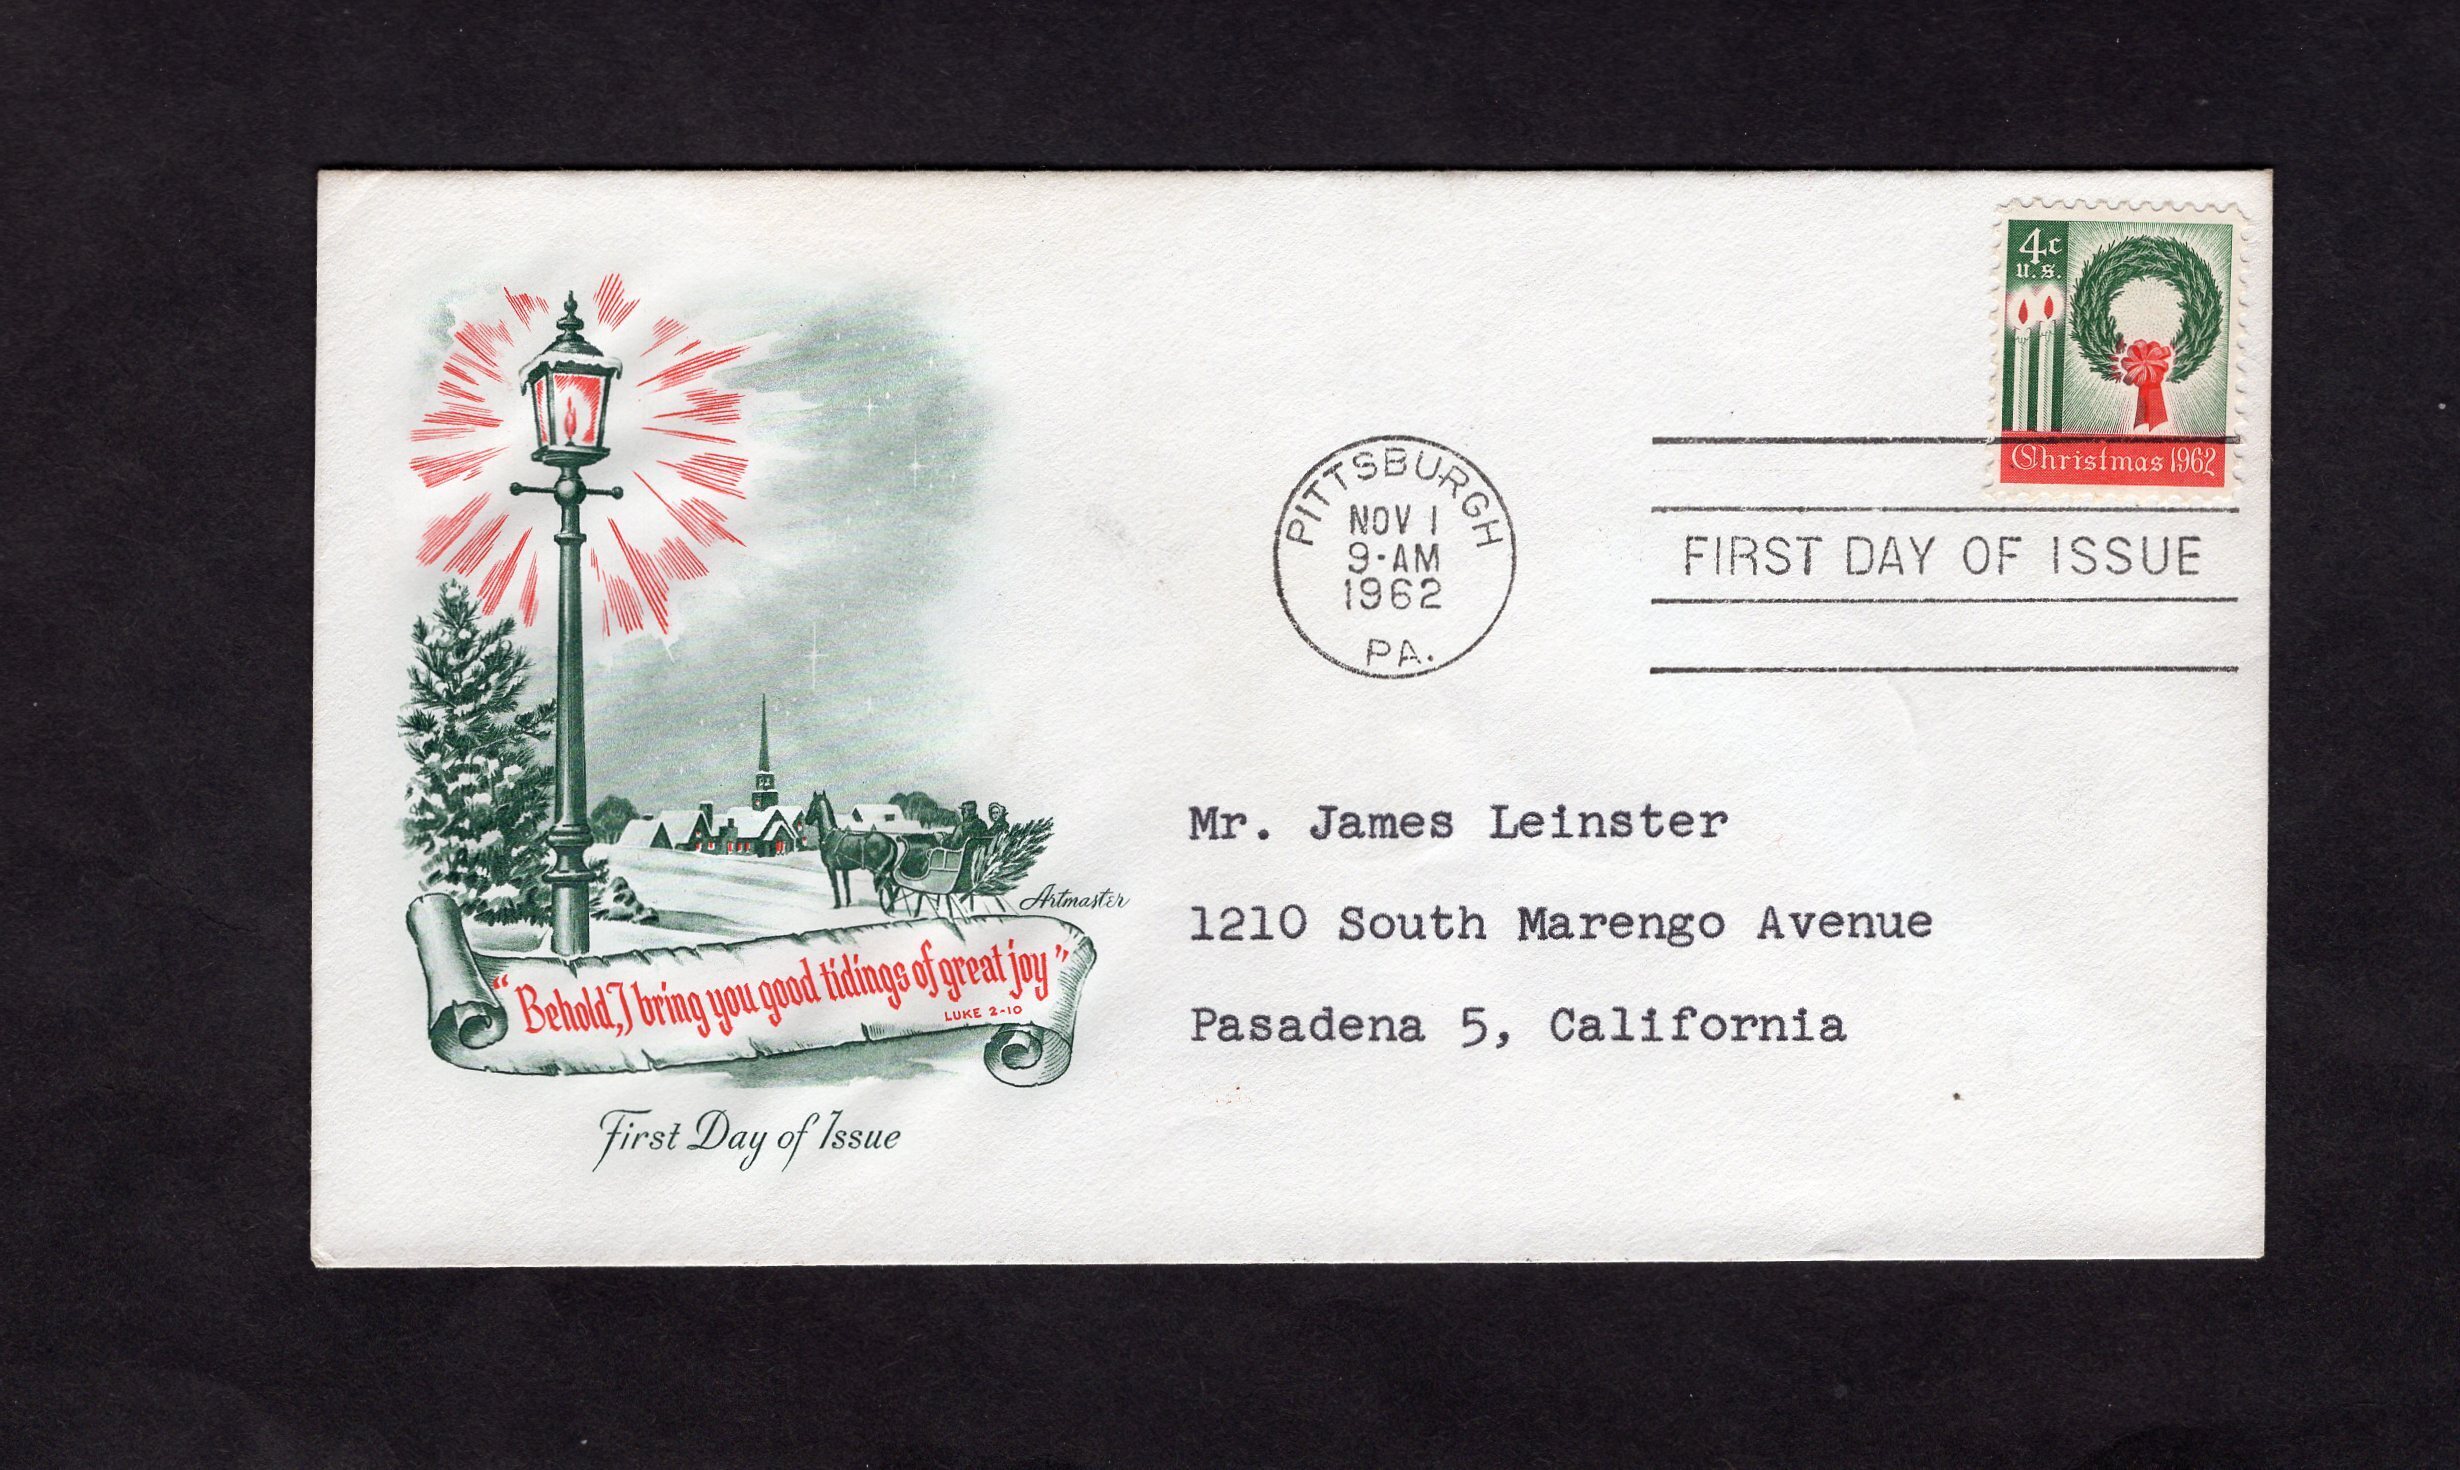 4c
U.S.
Christmas 1962
PITTSBURGH
NOV 1
9-AM
1962
PA.
FIRST DAY OF ISSUE
Mr. James Leinster
1210 South Marengo Avenue
Pasadena 5, California
Artmaster
"Behold, I bring you good tidings of great joy"
LUKE 2-10
First Day of Issue